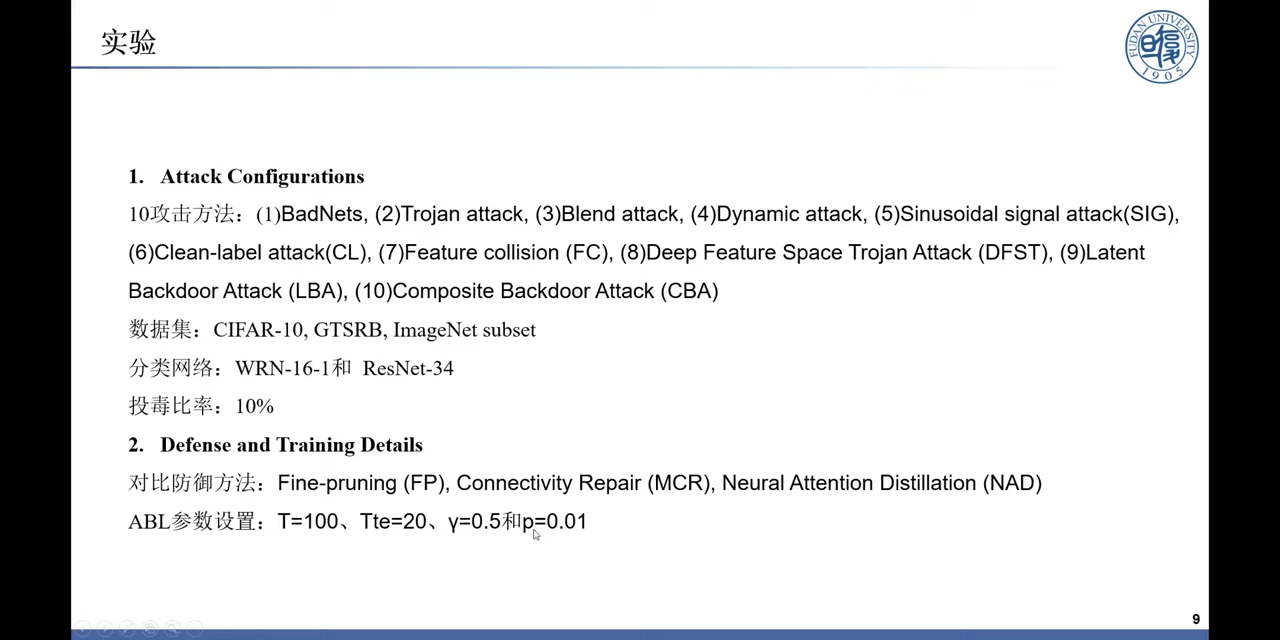 实验
FUDAN UNIVERSITY
1905
1. Attack Configurations
10攻击方法：(1)BadNets, (2)Trojan attack, (3)Blend attack, (4)Dynamic attack, (5)Sinusoidal signal attack(SIG),
(6)Clean-label attack(CL), (7)Feature collision (FC), (8)Deep Feature Space Trojan Attack (DFST), (9)Latent
Backdoor Attack (LBA), (10)Composite Backdoor Attack (CBA)
数据集：CIFAR-10, GTSRB, ImageNet subset
分类网络：WRN-16-1和 ResNet-34
投毒比率：10%
2. Defense and Training Details
对比防御方法：Fine-pruning (FP), Connectivity Repair (MCR), Neural Attention Distillation (NAD)
ABL参数设置：T=100、Tte=20、γ=0.5和p=0.01
9